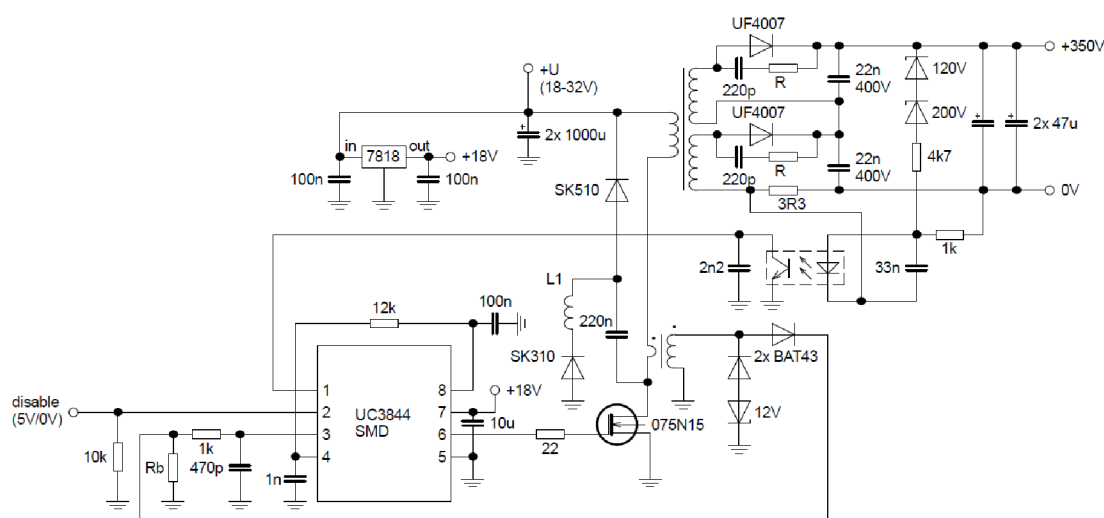 UF4007
+350V
220p
R
22n
400V
120V
+U
(18-32V)
2x 1000u
UF4007
200V
2x 47u
in
7818
out
+18V
100n
100n
220p
R
22n
400V
4k7
SK510
3R3
0V
1k
2n2
33n
L1
12k
100n
220n
SK310
2x BAT43
1
8
+18V
disable
(5V/0V)
2
UC3844
SMD
7
10u
12V
3
6
075N15
1k
22
10k
Rb
470p
4
5
1n
+
+
+
+